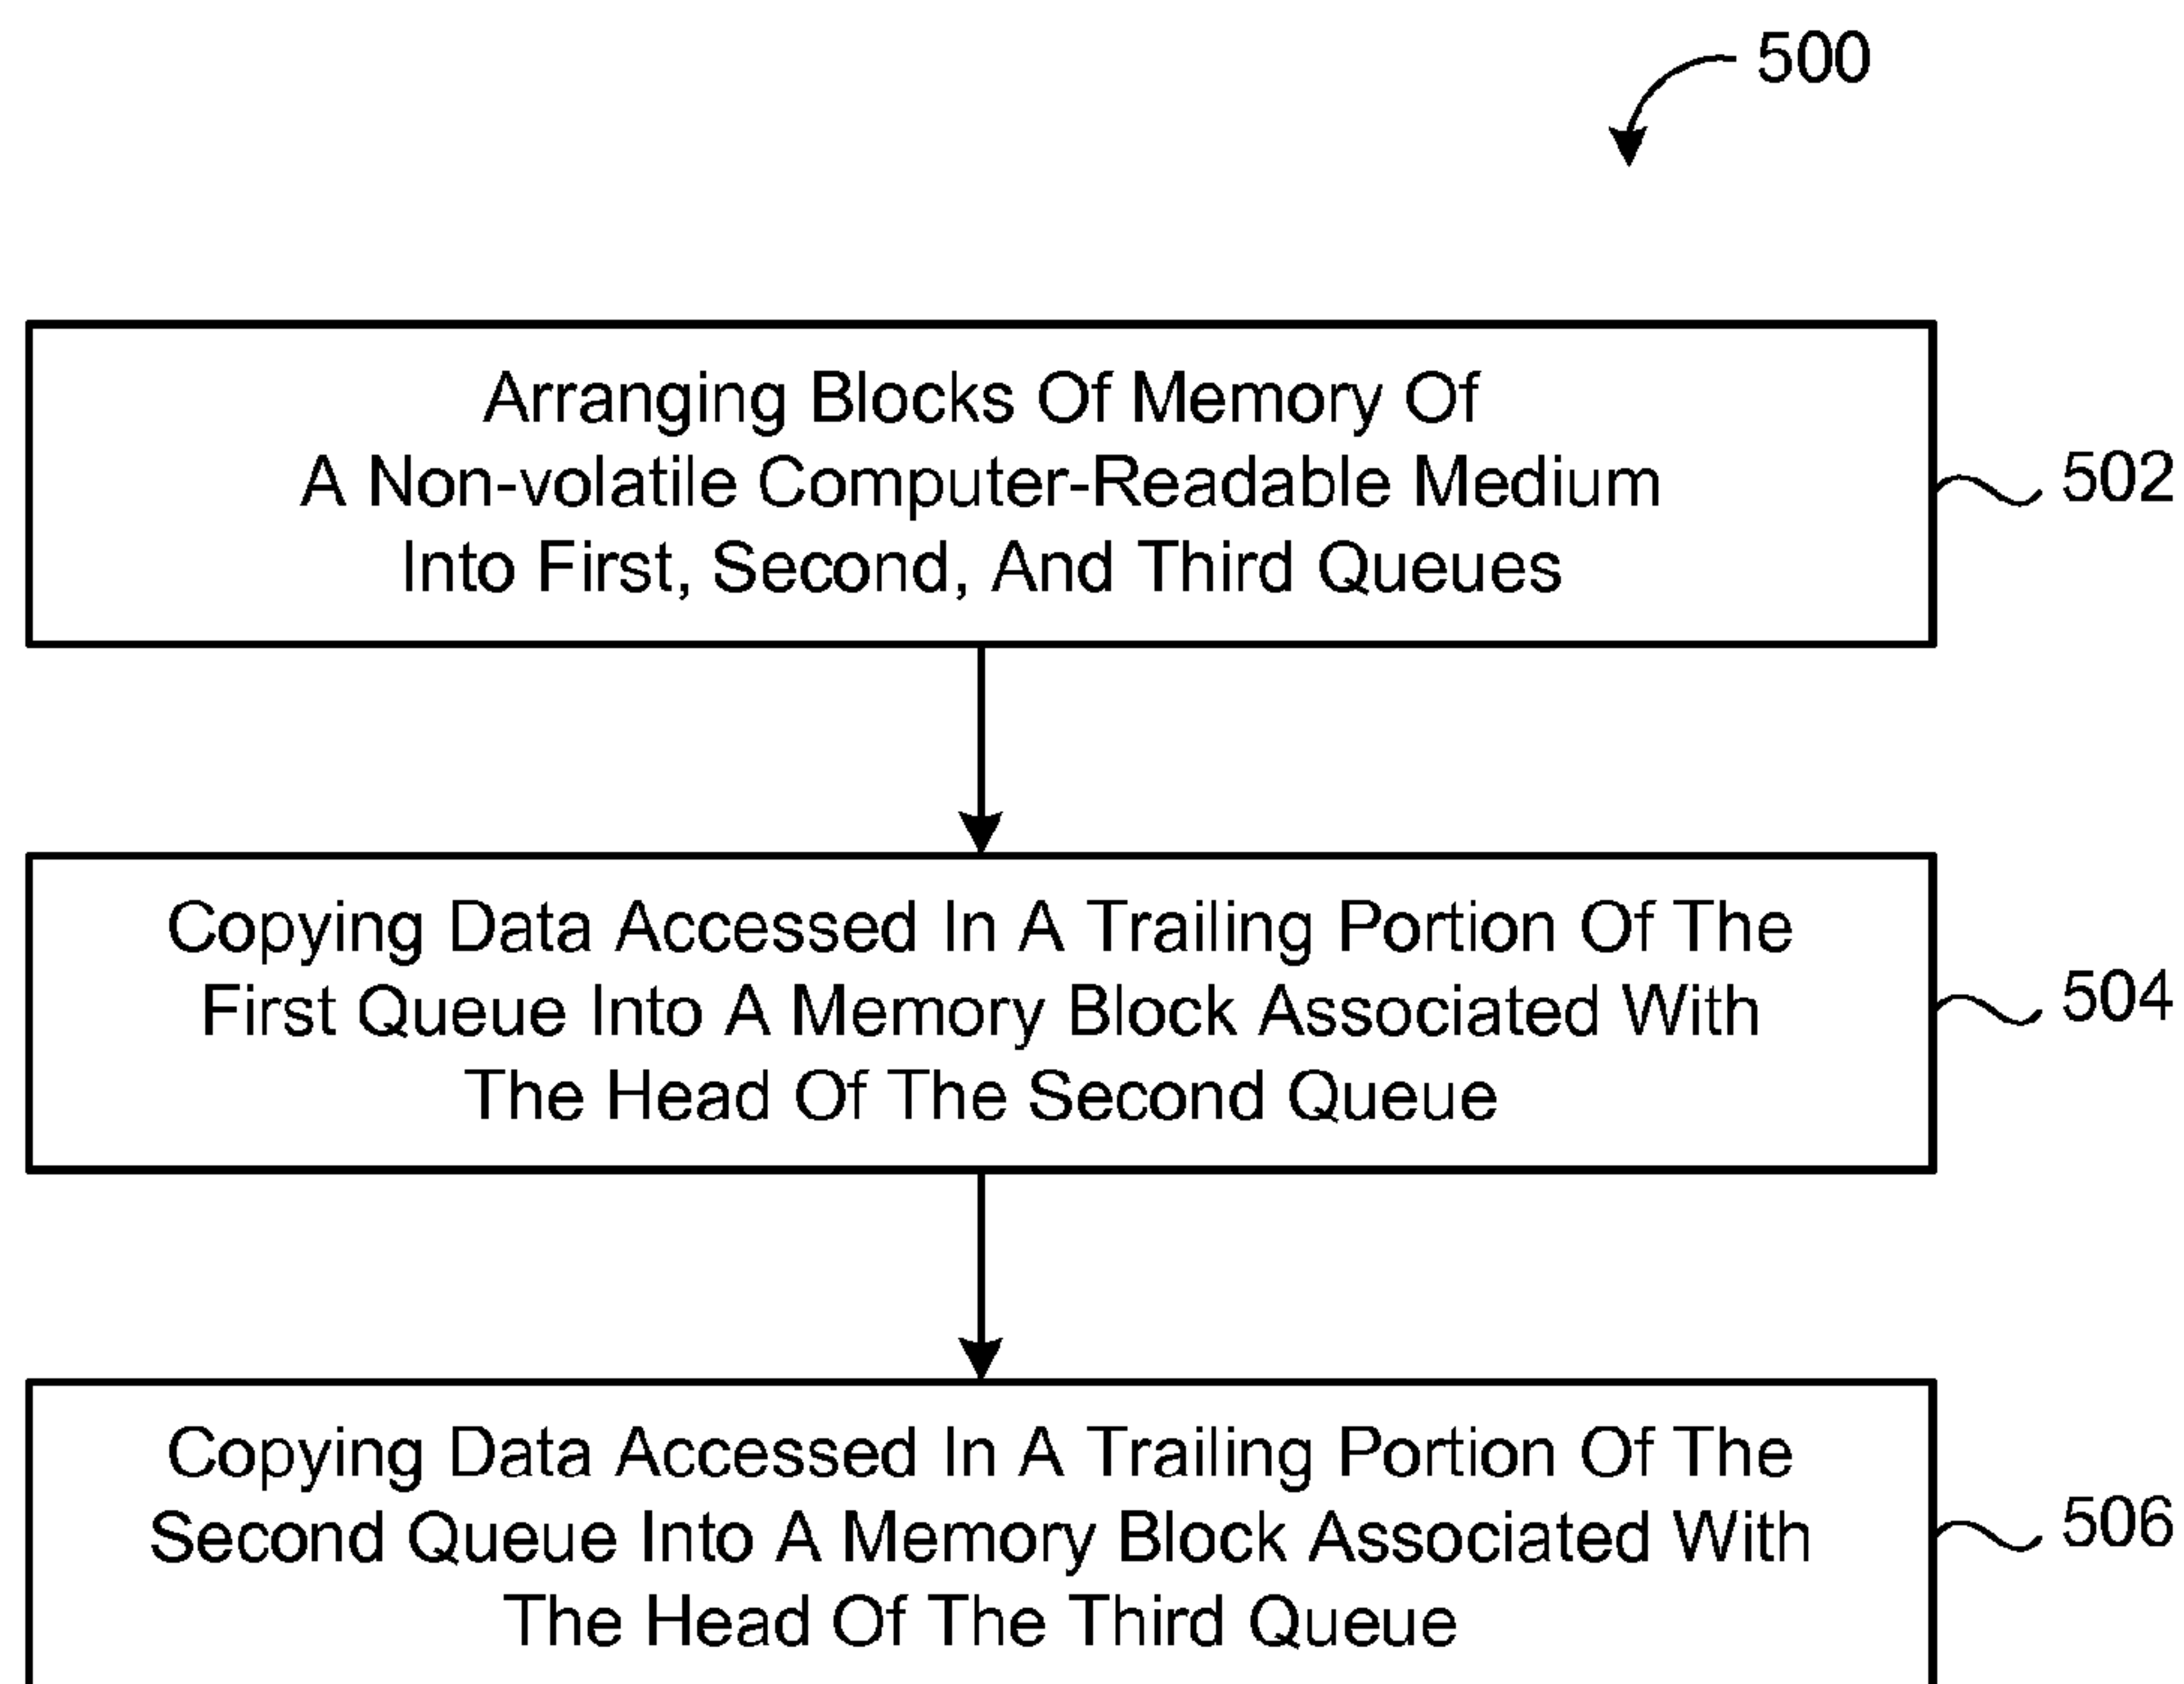 500
Arranging Blocks Of Memory Of
A Non-volatile Computer-Readable Medium
Into First, Second, And Third Queues
502
Copying Data Accessed In A Trailing Portion Of The
First Queue Into A Memory Block Associated With
The Head Of The Second Queue
504
Copying Data Accessed In A Trailing Portion Of The
Second Queue Into A Memory Block Associated With
The Head Of The Third Queue
506